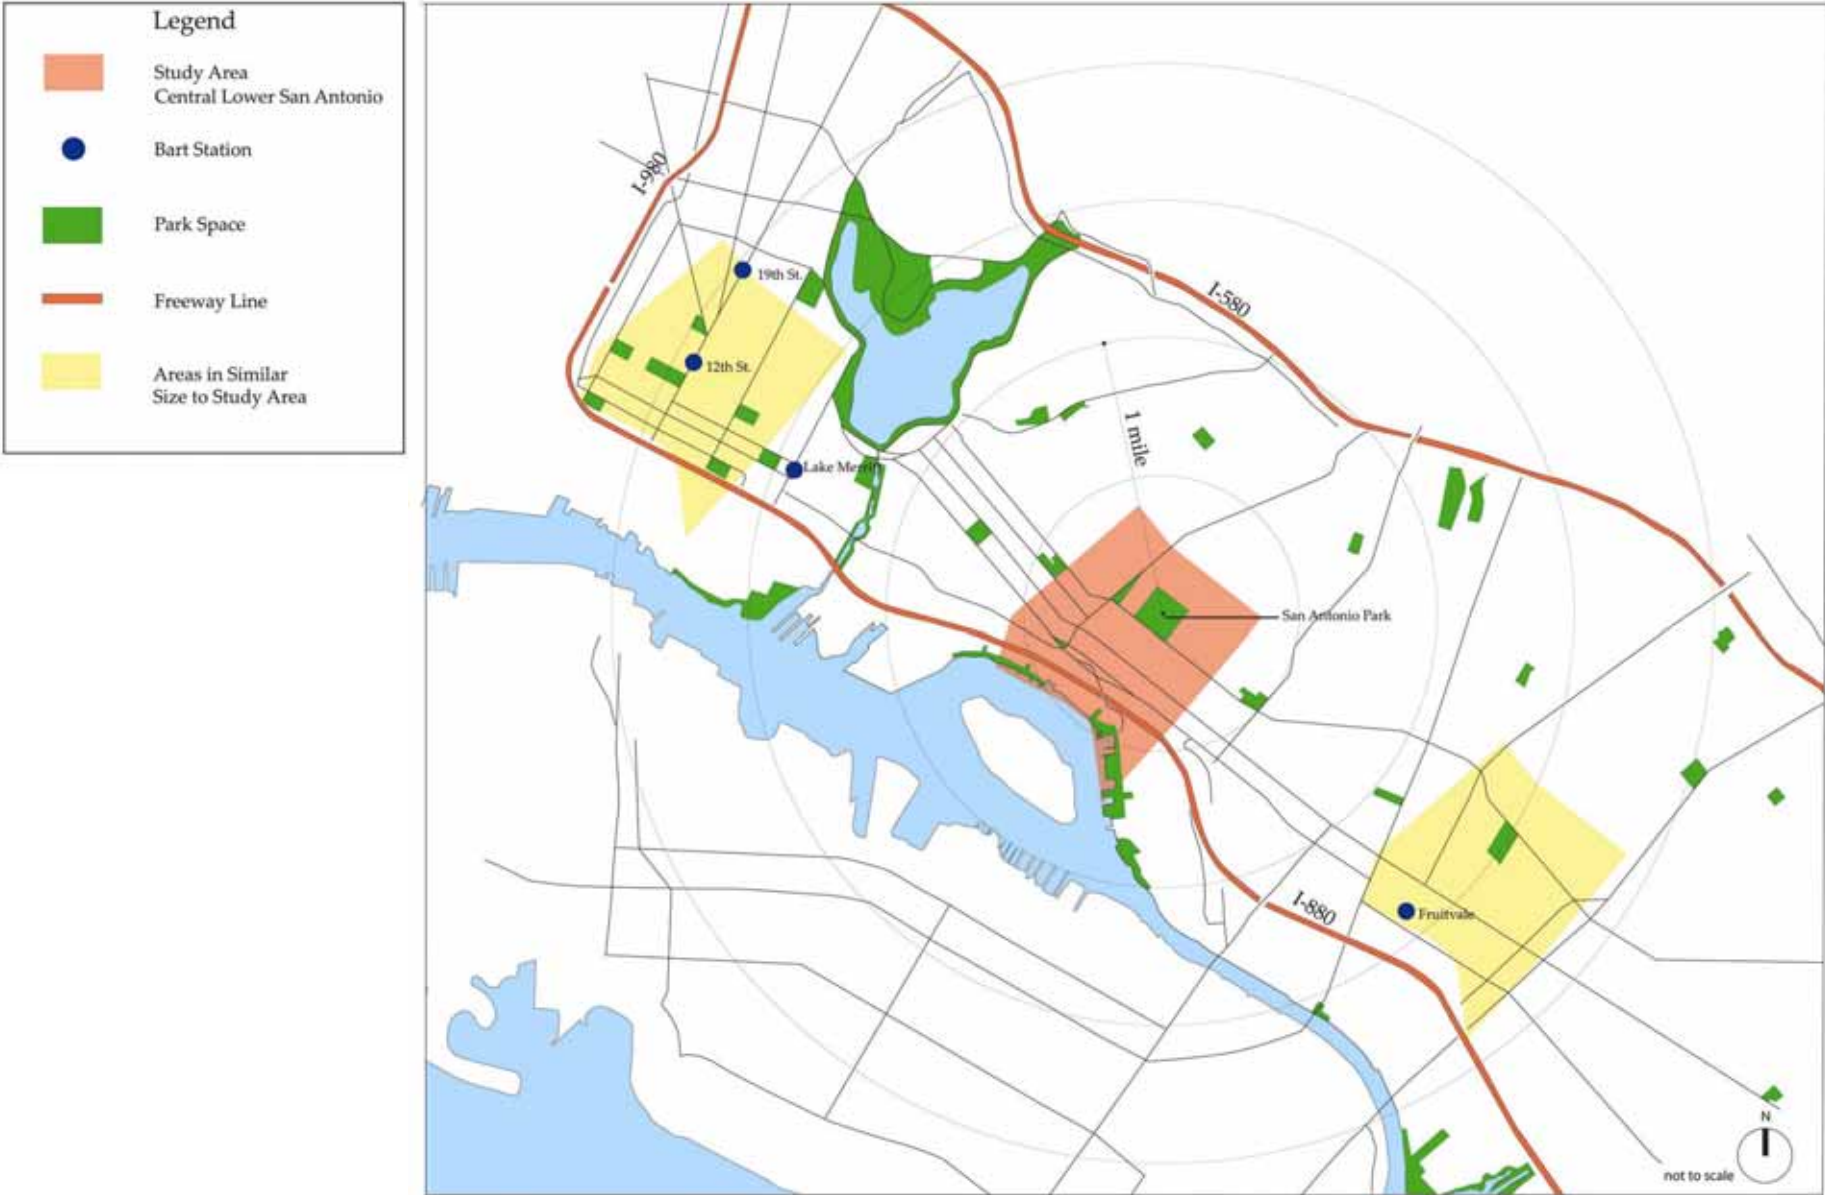 Legend
Study Area
Central Lower San Antonio
Bart Station
Park Space
Freeway Line
Areas in Similar
Size to Study Area
I-980
19th St.
12th St.
Lake Merritt
I-580
1 mile
San Antonio Park
Fruitvale
I-880
N
not to scale